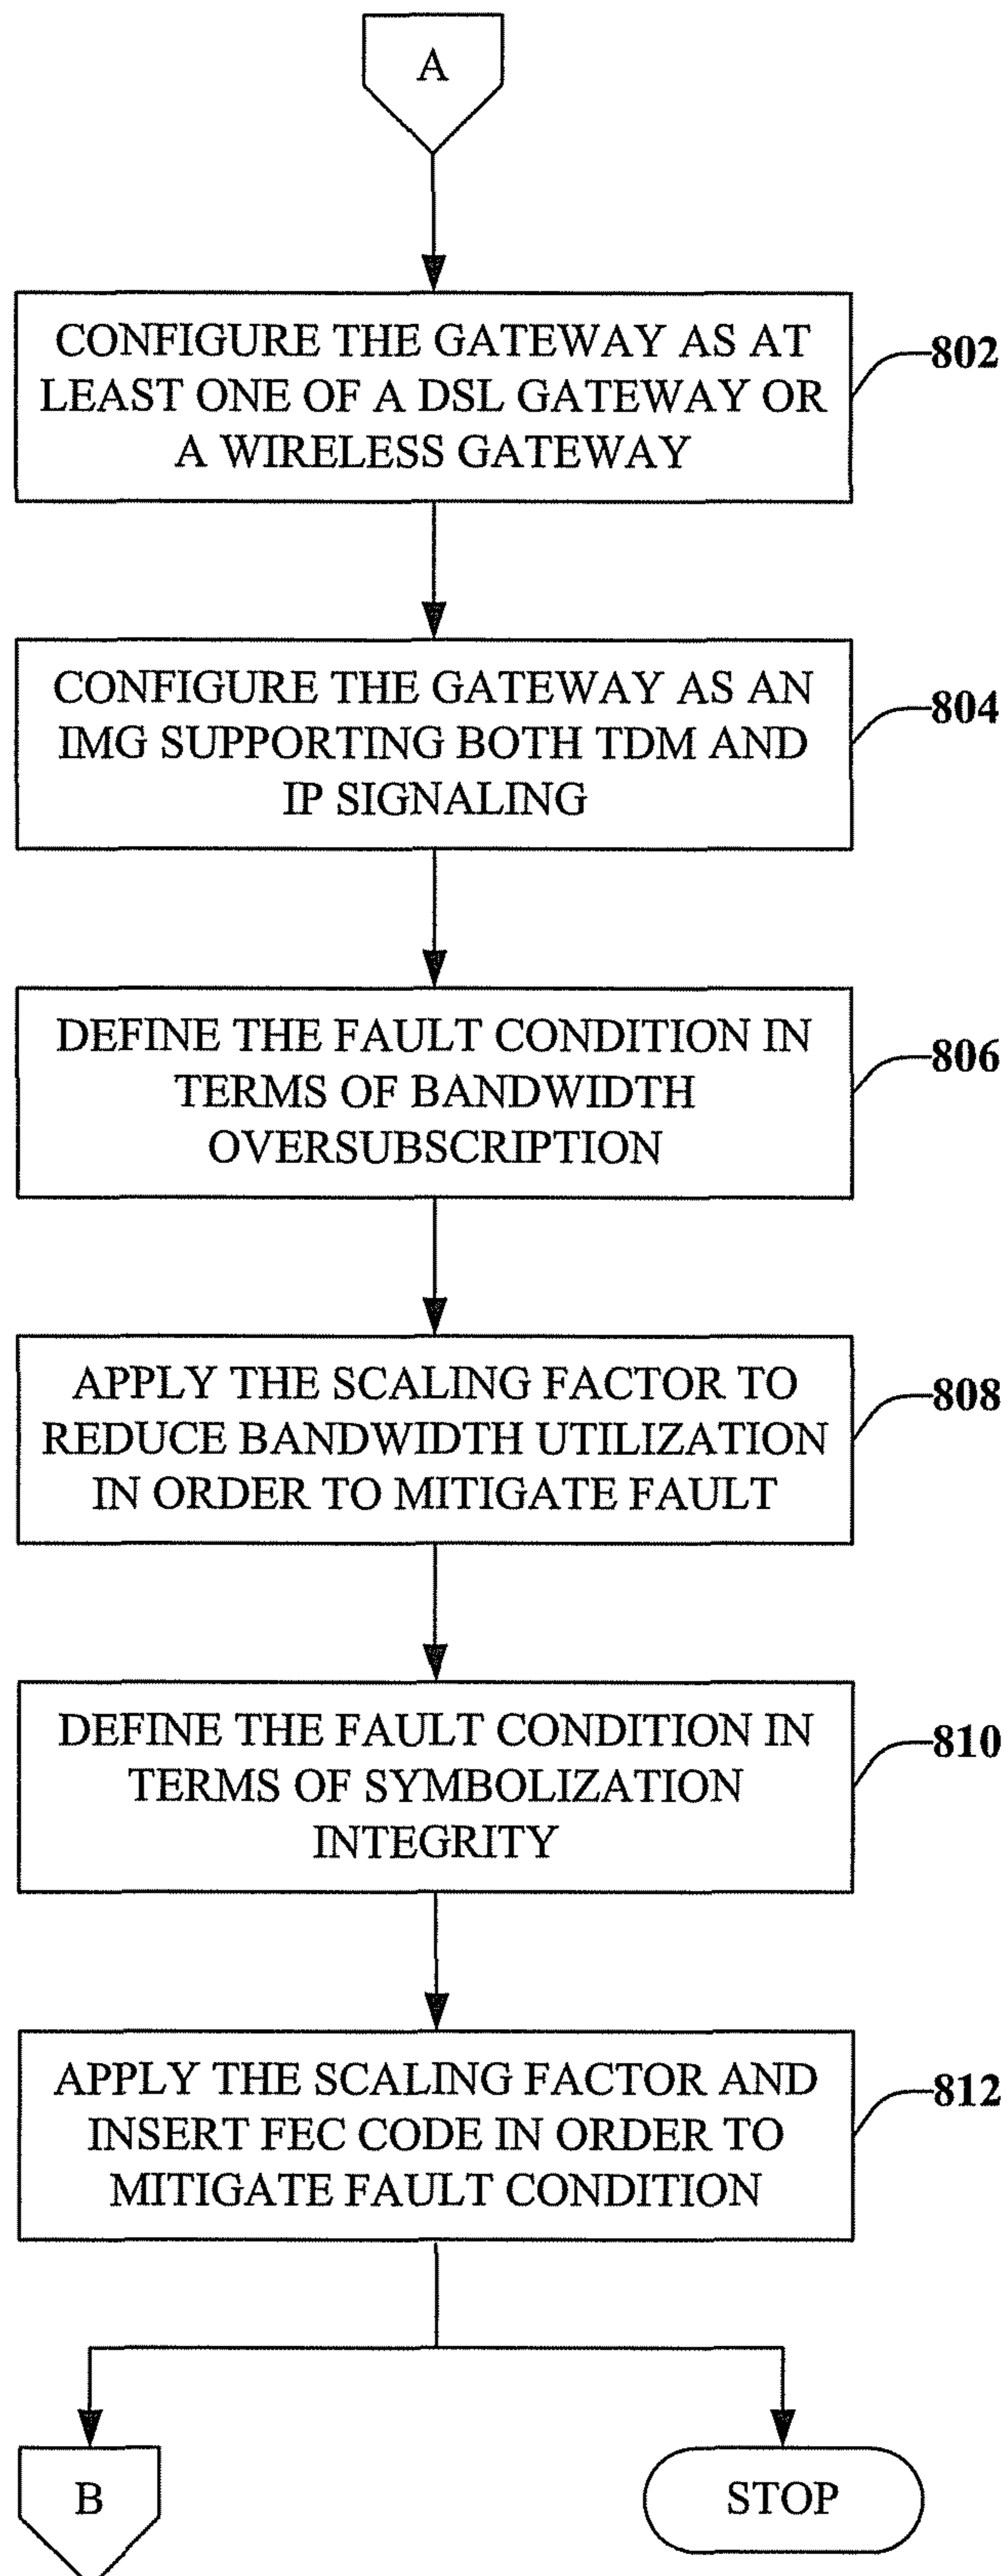 A
CONFIGURE THE GATEWAY AS AT
LEAST ONE OF A DSL GATEWAY OR
A WIRELESS GATEWAY
802
CONFIGURE THE GATEWAY AS AN
IMG SUPPORTING BOTH TDM AND
IP SIGNALING
804
DEFINE THE FAULT CONDITION IN
TERMS OF BANDWIDTH
OVERSUBSCRIPTION
806
APPLY THE SCALING FACTOR TO
REDUCE BANDWIDTH UTILIZATION
IN ORDER TO MITIGATE FAULT
808
DEFINE THE FAULT CONDITION IN
TERMS OF SYMBOLIZATION
INTEGRITY
810
APPLY THE SCALING FACTOR AND
INSERT FEC CODE IN ORDER TO
MITIGATE FAULT CONDITION
812
B
STOP